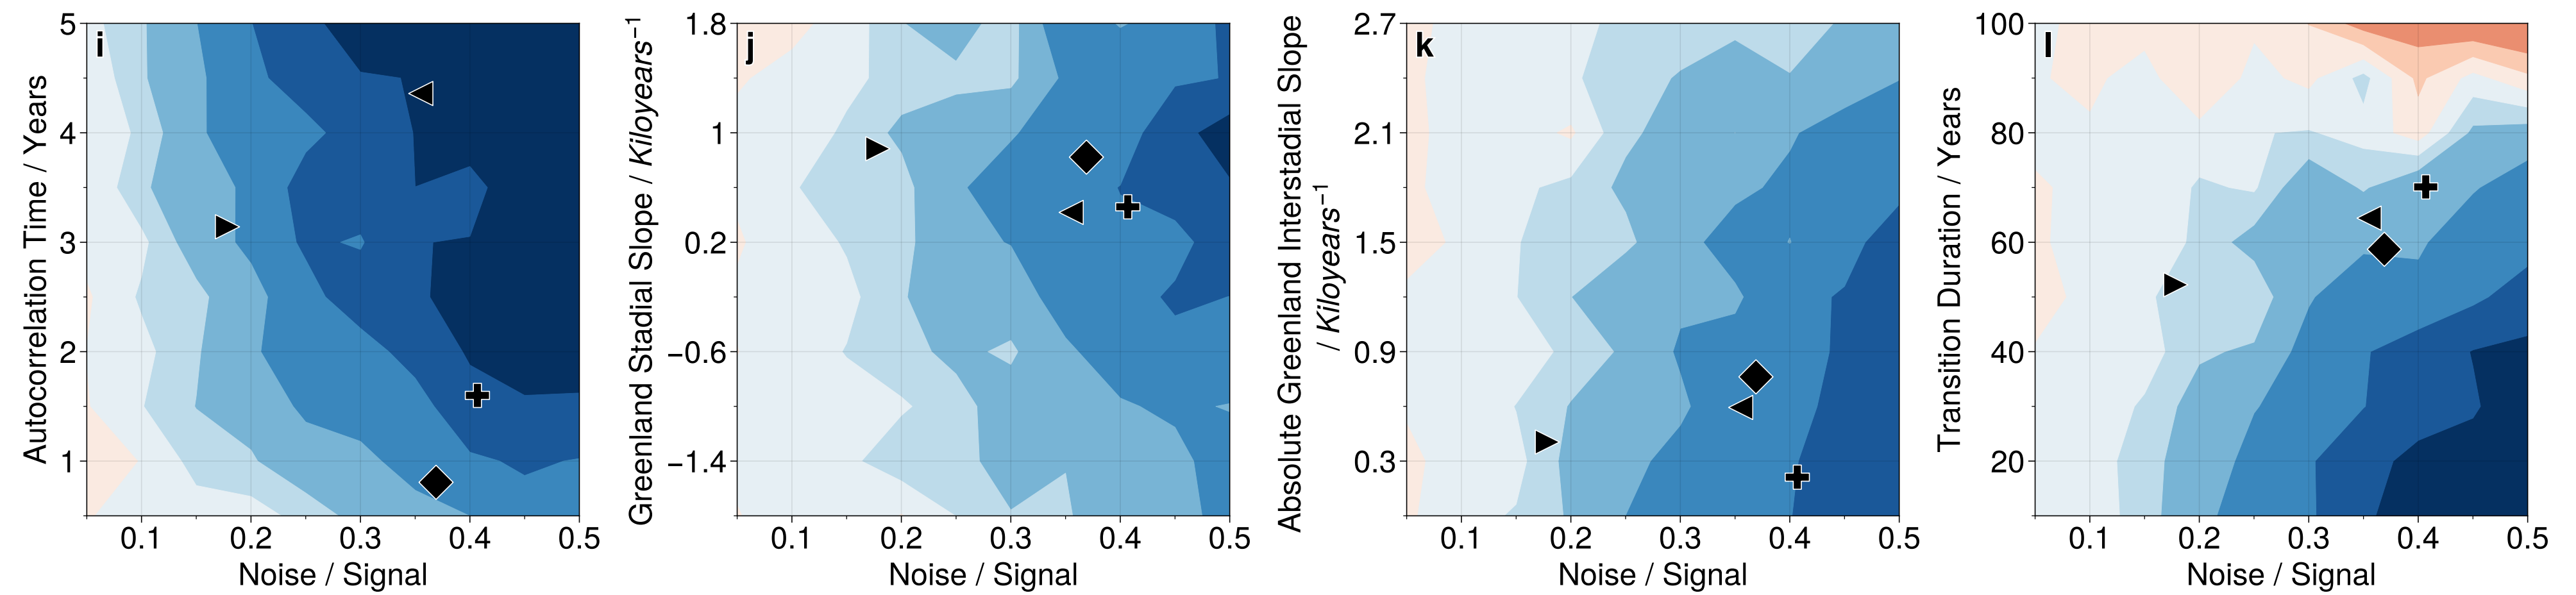 i
5
4
3
2
1
0.1 0.2 0.3 0.4 0.5
Noise / Signal
Autocorrelation Time / Years
j
1.8
1
0.2
−0.6
−1.4
0.1 0.2 0.3 0.4 0.5
Noise / Signal
Greenland Stadial Slope / Kiloyears⁻¹
k
2.7
2.1
1.5
0.9
0.3
0.1 0.2 0.3 0.4 0.5
Noise / Signal
Absolute Greenland Interstadial Slope
/ Kiloyears⁻¹
l
100
80
60
40
20
0.1 0.2 0.3 0.4 0.5
Noise / Signal
Transition Duration / Years